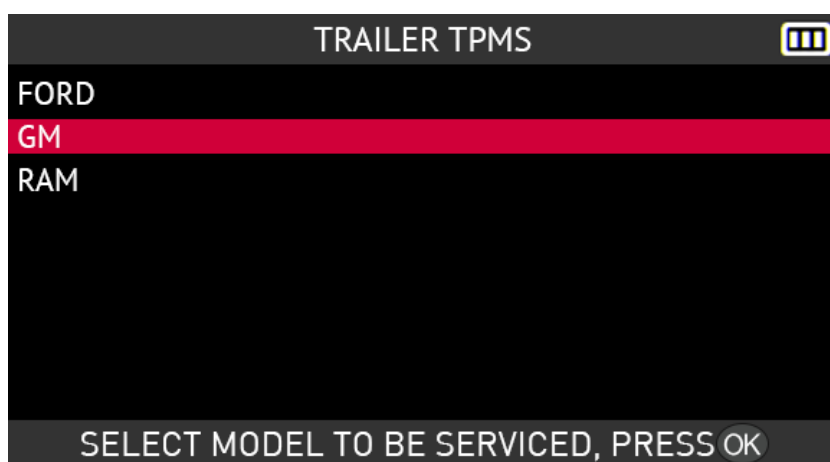 TRAILER TPMS
FORD
GM
RAM
SELECT MODEL TO BE SERVICED, PRESS OK